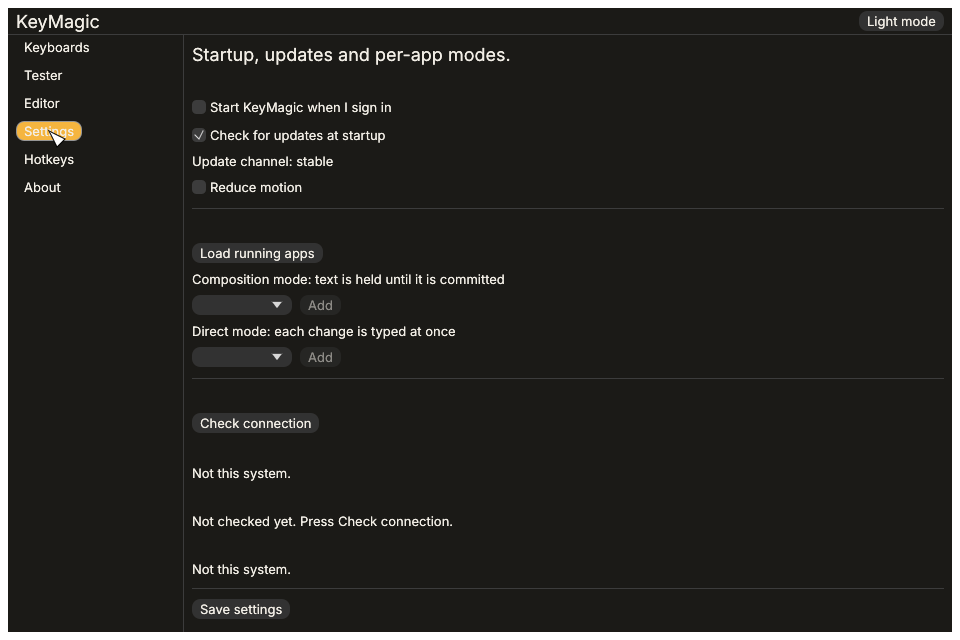 KeyMagic
Light mode
Keyboards
Tester
Editor
Settings
Hotkeys
About
Startup, updates and per-app modes.
Start KeyMagic when I sign in
Check for updates at startup
Update channel: stable
Reduce motion
Load running apps
Composition mode: text is held until it is committed
Add
Direct mode: each change is typed at once
Add
Check connection
Not this system.
Not checked yet. Press Check connection.
Not this system.
Save settings